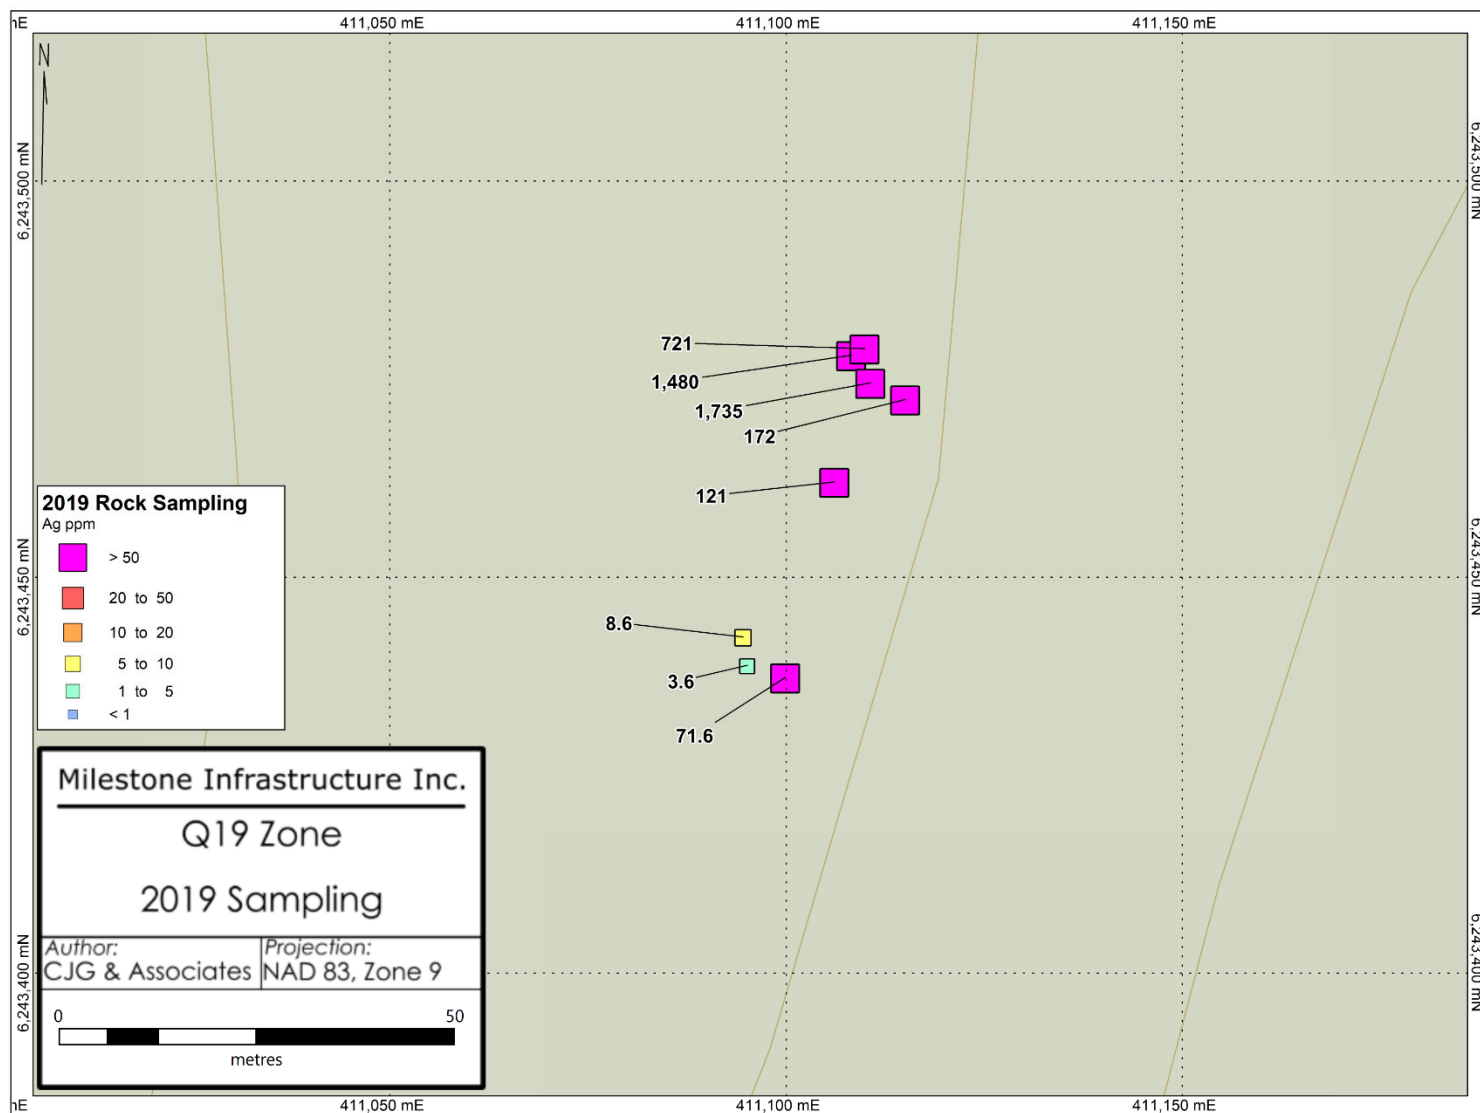 mE
411,050 mE
411,100 mE
411,150 mE
N
6,243,500 mN
6,243,500 mN
721
1,480
1,735
172
121
2019 Rock Sampling
Ag ppm
> 50
20 to 50
10 to 20
5 to 10
1 to 5
< 1
6,243,450 mN
6,243,450 mN
8.6
3.6
71.6
Milestone Infrastructure Inc.
Q19 Zone
2019 Sampling
Author:
CJG & Associates
Projection:
NAD 83, Zone 9
0 50
metres
6,243,400 mN
6,243,400 mN
mE
411,050 mE
411,100 mE
411,150 mE